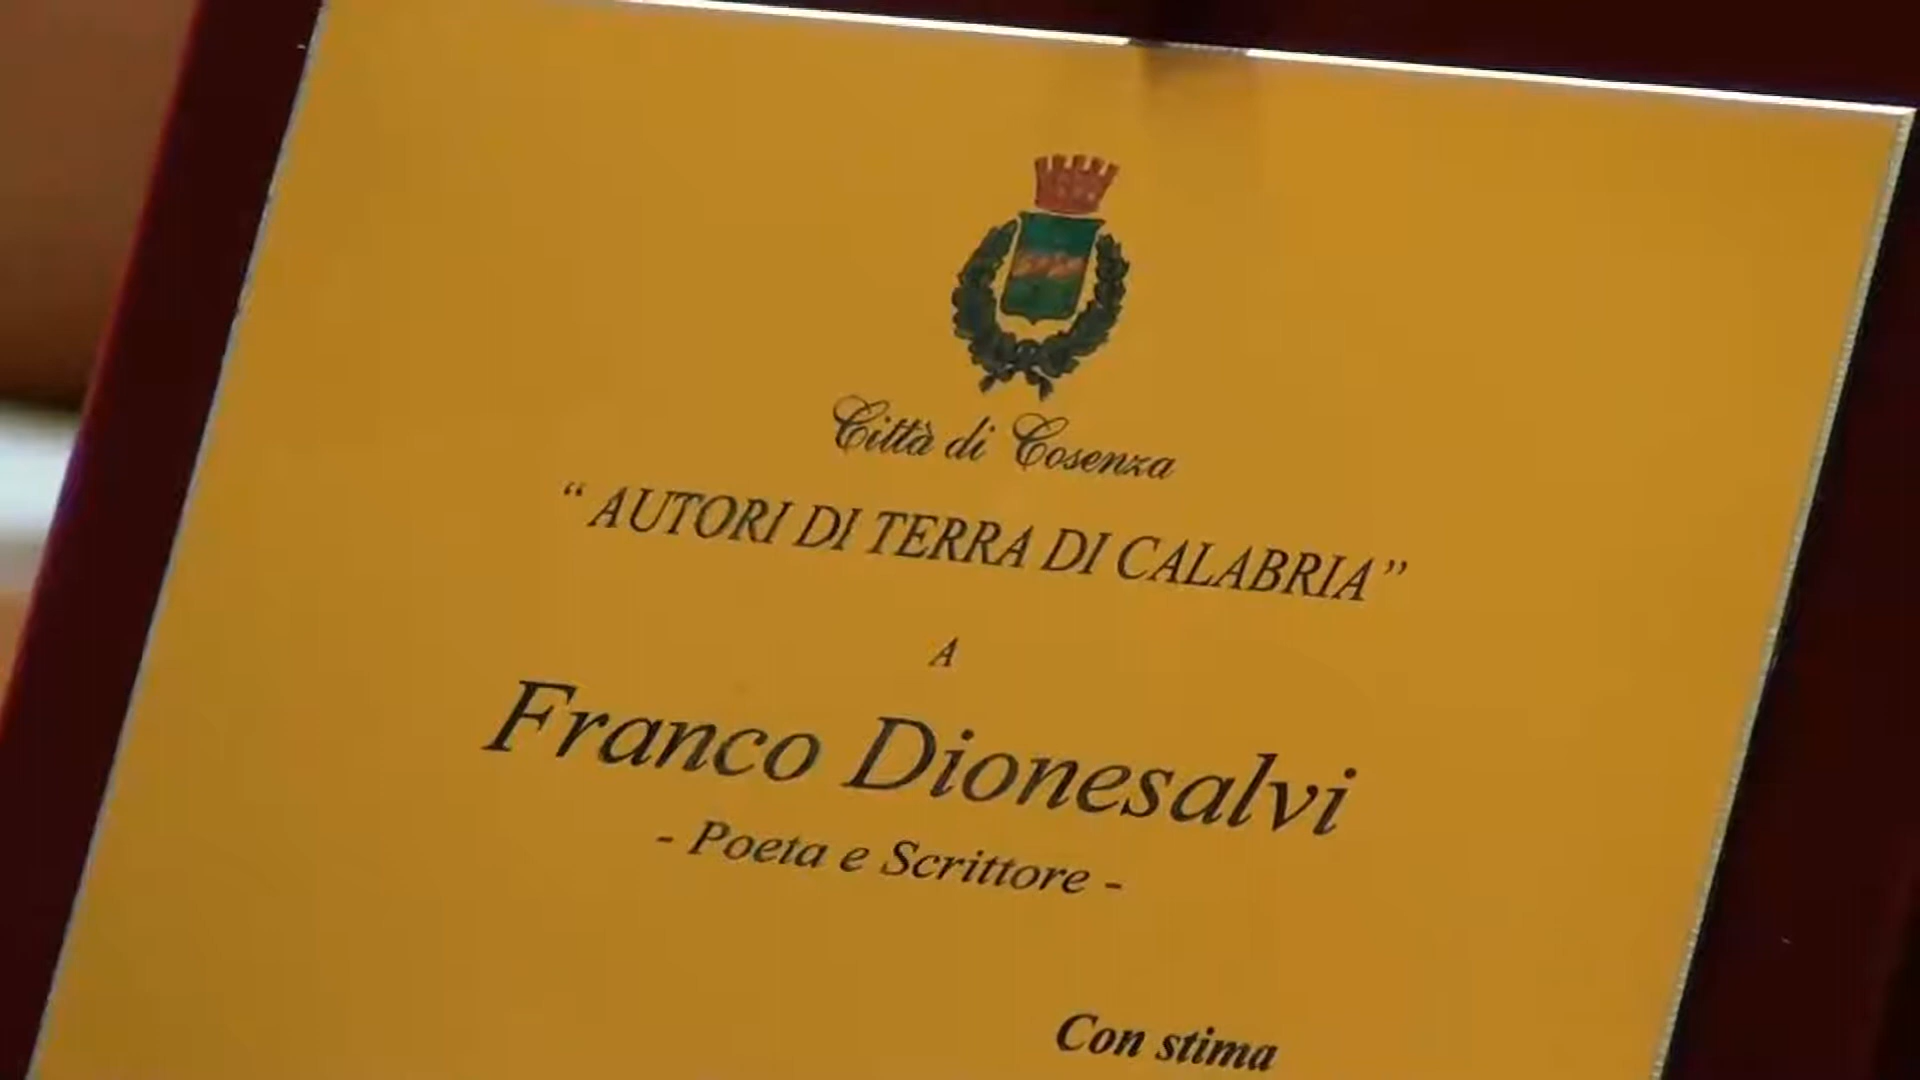 Città di Cosenza
“ AUTORI DI TERRA DI CALABRIA”
A
Franco Dionesalvi
- Poeta e Scrittore -
Con stima